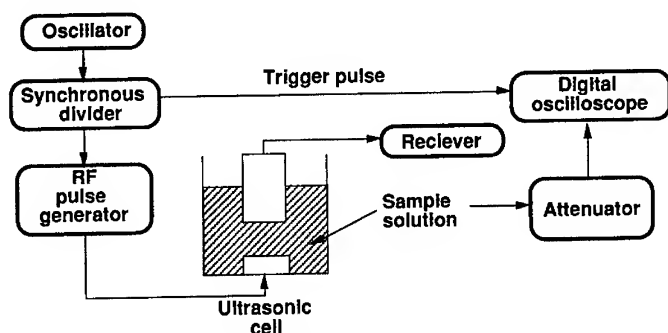 Oscillator
Synchronous
divider
Trigger pulse
Digital
oscilloscope
RF
pulse
generator
Reciever
Sample
solution
Attenuator
Ultrasonic
cell